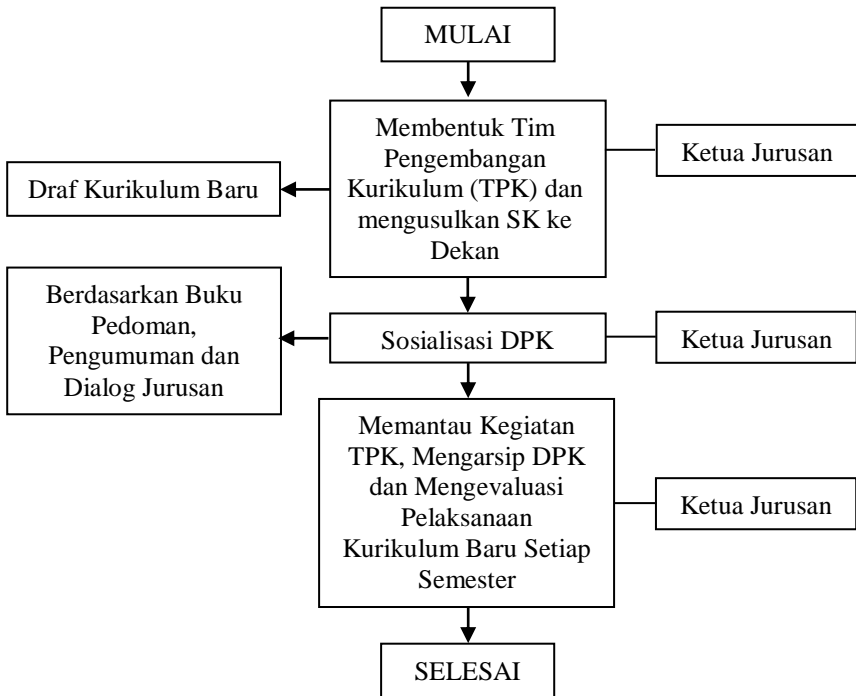 MULAI
Membentuk Tim
Pengembangan
Kurikulum (TPK) dan
mengusulkan SK ke
Dekan
Ketua Jurusan
Draf Kurikulum Baru
Berdasarkan Buku
Pedoman,
Pengumuman dan
Dialog Jurusan
Sosialisasi DPK
Ketua Jurusan
Memantau Kegiatan
TPK, Mengarsip DPK
dan Mengevaluasi
Pelaksanaan
Kurikulum Baru Setiap
Semester
Ketua Jurusan
SELESAI